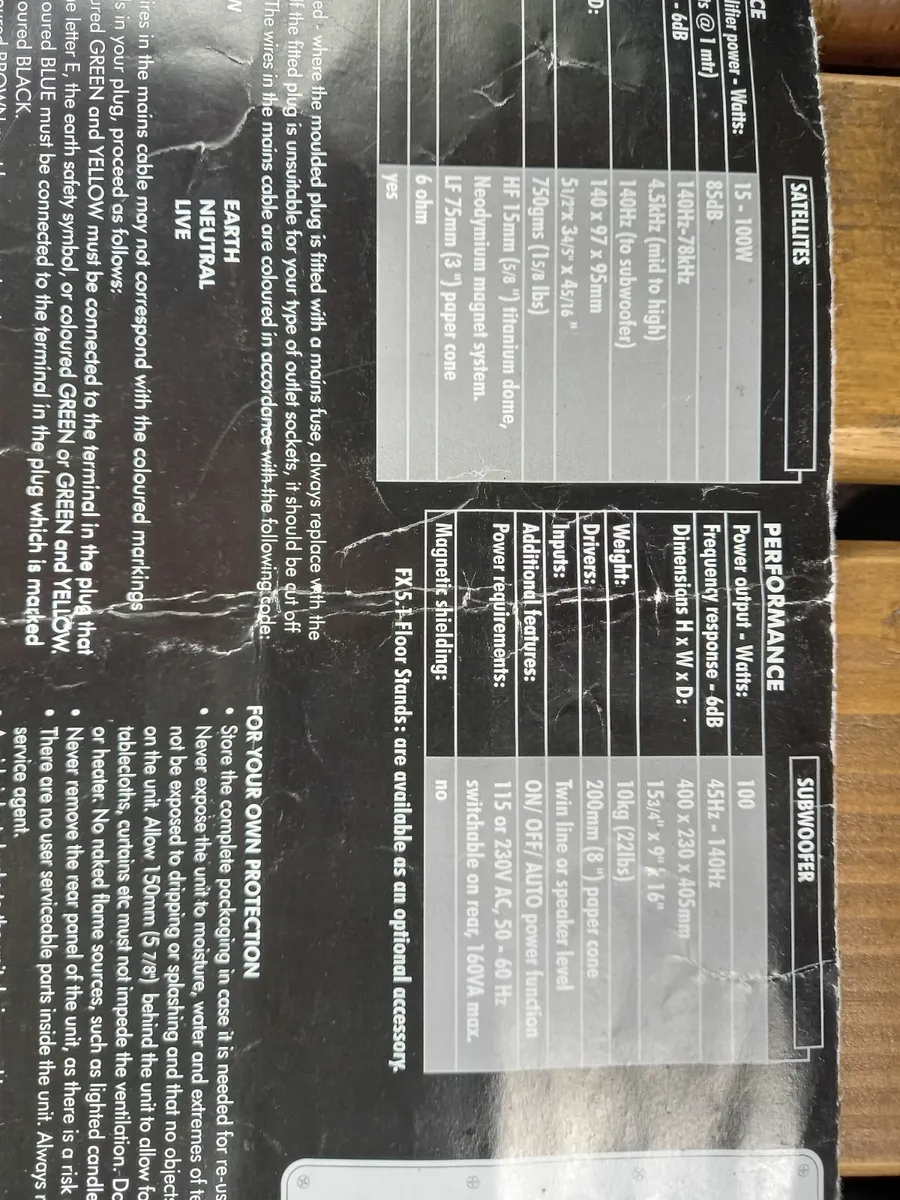 CE
SATELLITES
lifier power - Watts: 15 - 100W
ts @ 1 mtr) 85dB
- 6dB 140Hz-78kHz
4.5kHz (mid to high)
140Hz (to subwoofer)
D: 140 x 97 x 95mm
51/2"x 34/5" x 45/16 "
750gms (15/8 lbs)
HF 15mm (5/8 ") titanium dome,
Neodymium magnet system.
LF 75mm (3 ") paper cone
6 ohm
yes
PERFORMANCE
SUBWOOFER
Power output - Watts: 100
Frequency response - 6dB 45Hz - 140Hz
Dimensions H x W x D: 400 x 230 x 405mm
153/4" x 9" x 16"
Weight: 10kg (22lbs)
Drivers: 200mm (8 ") paper cone
Inputs: Twin line or speaker level
Additional features: ON/ OFF/ AUTO power function
Power requirements: 115 or 230V AC, 50 - 60 Hz
switchable on rear, 160VA max.
Magnetic shielding: no
FX5.1 Floor Stands: are available as an optional accessory.
ed - where the moulded plug is fitted with a mains fuse, always replace with the
If the fitted plug is unsuitable for your type of outlet sockets, it should be cut off
The wires in the mains cable are coloured in accordance with the following code:
EARTH
NEUTRAL
LIVE
ires in the mains cable may not correspond with the coloured markings
ls in your plug, proceed as follows:
ured GREEN and YELLOW must be connected to the terminal in the plug that
he letter E, the earth safety symbol, or coloured GREEN or GREEN and YELLOW.
oured BLUE must be connected to the terminal in the plug which is marked
oured BLACK.
FOR YOUR OWN PROTECTION
• Store the complete packaging in case it is needed for re-us
• Never expose the unit to moisture, water and extremes of te
not be exposed to dripping or splashing and that no objects
on the unit. Allow 150mm (5 7/8") behind the unit to allow fo
tablecloths, curtains etc must not impede the ventilation. Do
or heater. No naked flame sources, such as lighted candle
• Never remove the rear panel of the unit, as there is a risk
• There are no user serviceable parts inside the unit. Always r
service agent.